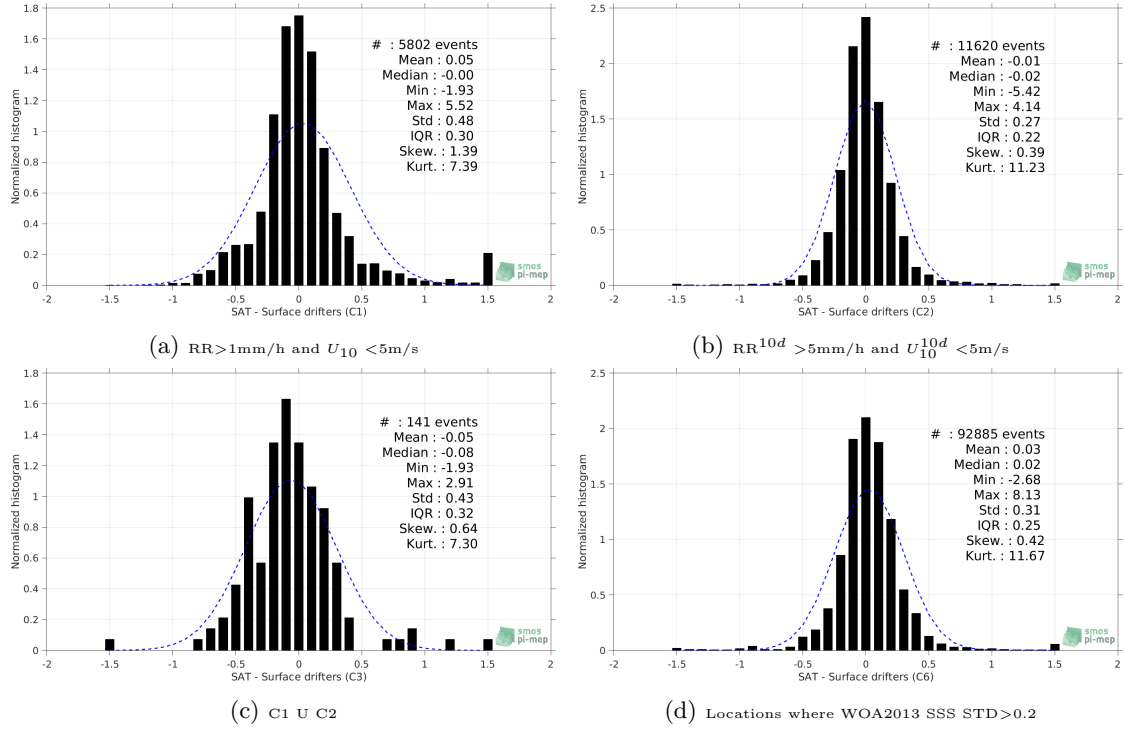 1.8
1.6
1.4
1.2
1
0.8
0.6
0.4
0.2
0
Normalized histogram
# : 5802 events
Mean : 0.05
Median : -0.00
Min : -1.93
Max : 5.52
Std : 0.48
IQR : 0.30
Skew. : 1.39
Kurt. : 7.39
smos
pi-mep
-2 -1.5 -1 -0.5 0 0.5 1 1.5 2
SAT - Surface drifters (C1)
(a) RR>1mm/h and U10 <5m/s
2.5
2
1.5
1
0.5
0
Normalized histogram
# : 11620 events
Mean : -0.01
Median : -0.02
Min : -5.42
Max : 4.14
Std : 0.27
IQR : 0.22
Skew. : 0.39
Kurt. : 11.23
smos
pi-mep
-2 -1.5 -1 -0.5 0 0.5 1 1.5 2
SAT - Surface drifters (C2)
(b) RR^10d >5mm/h and U10^10d <5m/s
1.8
1.6
1.4
1.2
1
0.8
0.6
0.4
0.2
0
Normalized histogram
# : 141 events
Mean : -0.05
Median : -0.08
Min : -1.93
Max : 2.91
Std : 0.43
IQR : 0.32
Skew. : 0.64
Kurt. : 7.30
smos
pi-mep
-2 -1.5 -1 -0.5 0 0.5 1 1.5 2
SAT - Surface drifters (C3)
(c) C1 U C2
2.5
2
1.5
1
0.5
0
Normalized histogram
# : 92885 events
Mean : 0.03
Median : 0.02
Min : -2.68
Max : 8.13
Std : 0.31
IQR : 0.25
Skew. : 0.42
Kurt. : 11.67
smos
pi-mep
-2 -1.5 -1 -0.5 0 0.5 1 1.5 2
SAT - Surface drifters (C6)
(d) Locations where WOA2013 SSS STD>0.2